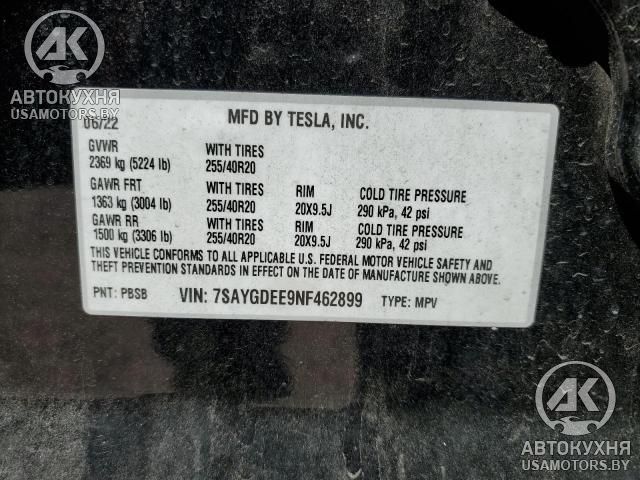 АК
АВТОКУХНЯ
USAMOTORS.BY
06/22
MFD BY TESLA, INC.
GVWR
2369 kg (5224 lb)
WITH TIRES
255/40R20
GAWR FRT
1363 kg (3004 lb)
WITH TIRES
255/40R20
RIM
20X9.5J
COLD TIRE PRESSURE
290 kPa, 42 psi
GAWR RR
1500 kg (3306 lb)
WITH TIRES
255/40R20
RIM
20X9.5J
COLD TIRE PRESSURE
290 kPa, 42 psi
THIS VEHICLE CONFORMS TO ALL APPLICABLE U.S. FEDERAL MOTOR VEHICLE SAFETY AND
THEFT PREVENTION STANDARDS IN EFFECT ON THE DATE OF MANUFACTURE SHOWN ABOVE.
PNT: PBSB VIN: 7SAYGDEE9NF462899 TYPE: MPV
АК
АВТОКУХНЯ
USAMOTORS.BY